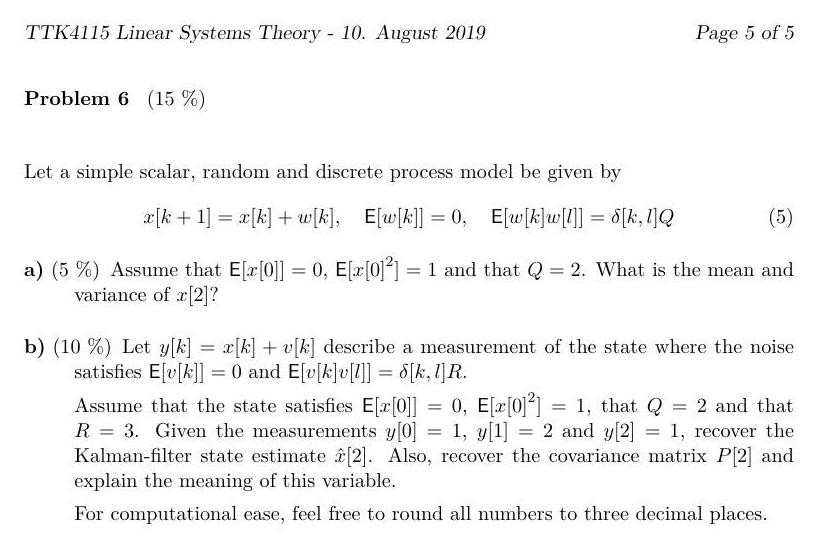 TTK4115 Linear Systems Theory - 10. August 2019 Page 5 of 5
Problem 6 (15 %)
Let a simple scalar, random and discrete process model be given by
x[k + 1] = x[k] + w[k], E[w[k]] = 0, E[w[k]w[l]] = δ[k, l]Q (5)
a) (5 %) Assume that E[x[0]] = 0, E[x[0]²] = 1 and that Q = 2. What is the mean and
variance of x[2]?
b) (10 %) Let y[k] = x[k] + v[k] describe a measurement of the state where the noise
satisfies E[v[k]] = 0 and E[v[k]v[l]] = δ[k, l]R.
Assume that the state satisfies E[x[0]] = 0, E[x[0]²] = 1, that Q = 2 and that
R = 3. Given the measurements y[0] = 1, y[1] = 2 and y[2] = 1, recover the
Kalman-filter state estimate x̂[2]. Also, recover the covariance matrix P[2] and
explain the meaning of this variable.
For computational ease, feel free to round all numbers to three decimal places.